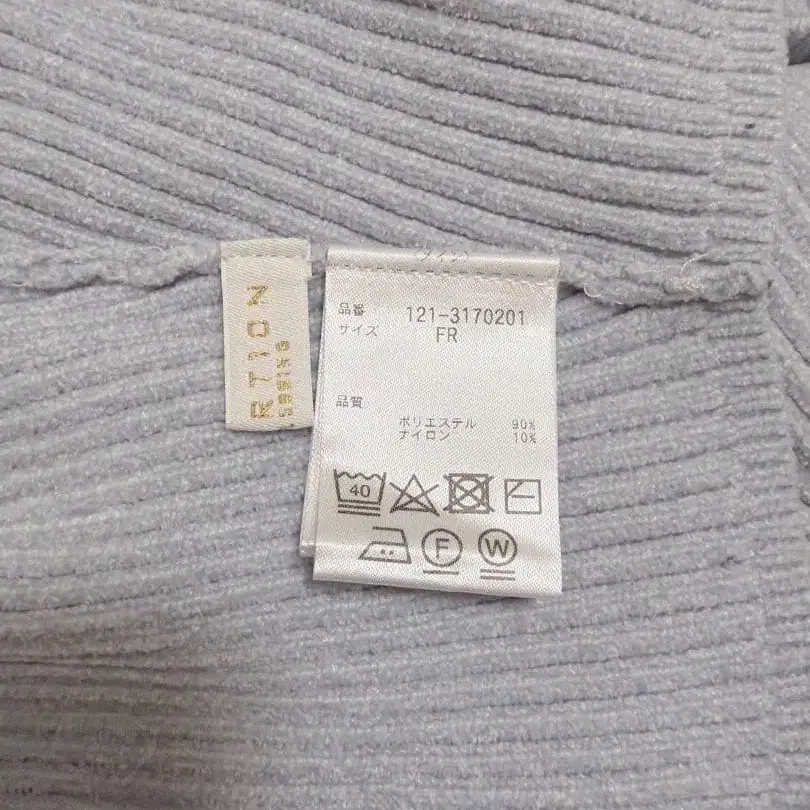 RTION
品番 121-3170201
サイズ FR
品質
ポリエステル 90%
ナイロン 10%
40
F
W